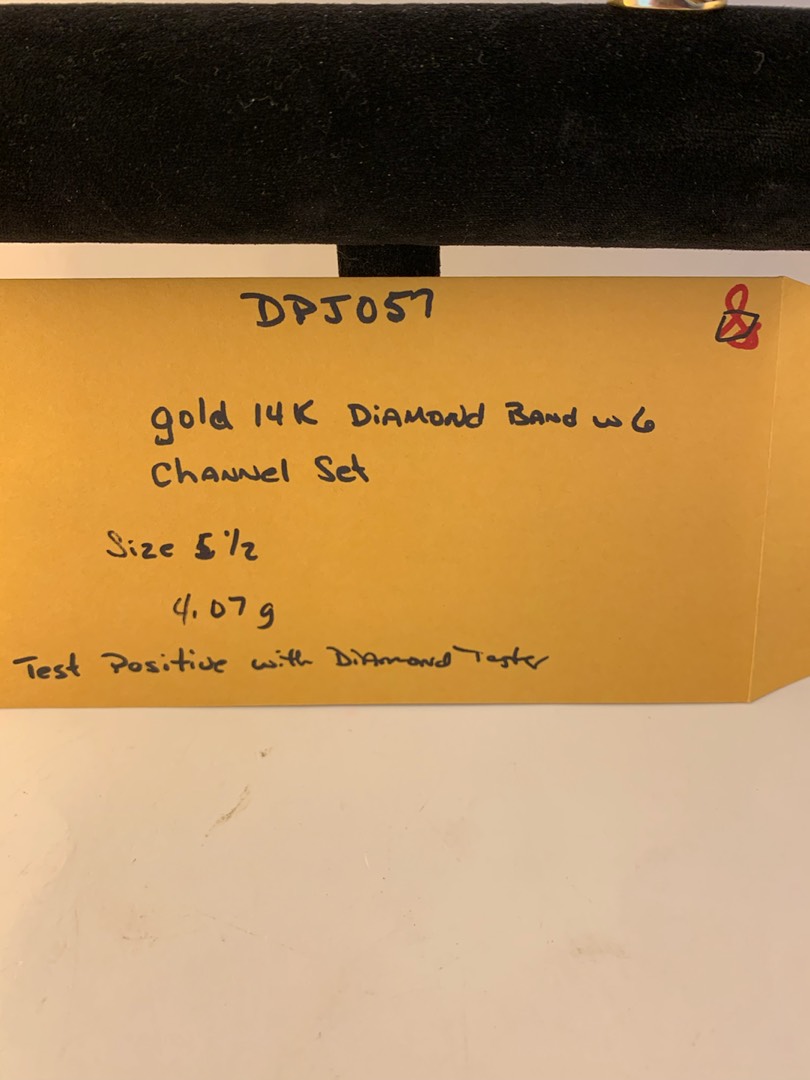 DPJ057
gold 14K DIAMOND BAND w 6
CHANNel Set
Size 5 1/2
4.07 g
Test Positive with DIAmond Tester